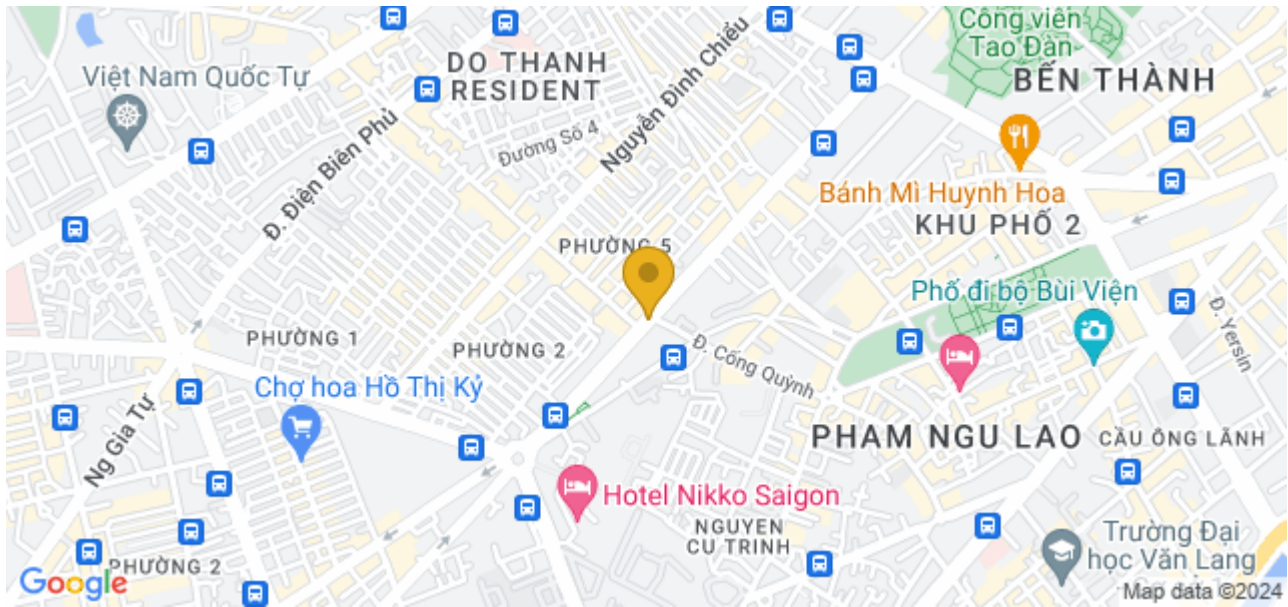 Công viên
Tao Đàn
BẾN THÀNH
Việt Nam Quốc Tự
DO THANH
RESIDENT
Nguyễn Đình Chiểu
Đường Số 4
Đ. Điện Biên Phủ
Bánh Mì Huynh Hoa
KHU PHỐ 2
PHƯỜNG 5
Phố đi bộ Bùi Viện
Đ. Yersin
PHƯỜNG 1
PHƯỜNG 2
Đ. Cống Quỳnh
Chợ hoa Hồ Thị Kỷ
Ng Gia Tự
PHAM NGU LAO
CẦU ÔNG LÃNH
Hotel Nikko Saigon
NGUYEN
CU TRINH
Trường Đại
học Văn Lang
PHƯỜNG 2
Google
Map data ©2024